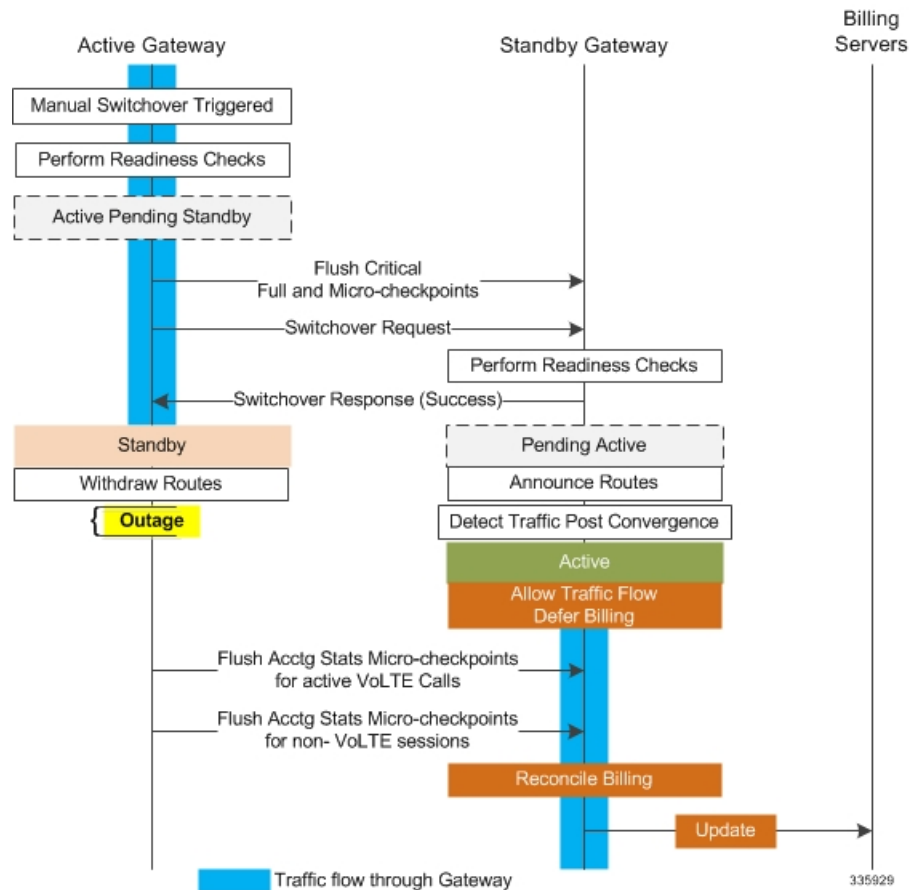 Active Gateway
Standby Gateway
Billing
Servers
Manual Switchover Triggered
Perform Readiness Checks
Active Pending Standby
Flush Critical
Full and Micro-checkpoints
Switchover Request
Perform Readiness Checks
Switchover Response (Success)
Standby
Pending Active
Withdraw Routes
Announce Routes
{ Outage
Detect Traffic Post Convergence
Active
Allow Traffic Flow
Defer Billing
Flush Acctg Stats Micro-checkpoints
for active VoLTE Calls
Flush Acctg Stats Micro-checkpoints
for non- VoLTE sessions
Reconcile Billing
Update
Traffic flow through Gateway
335929